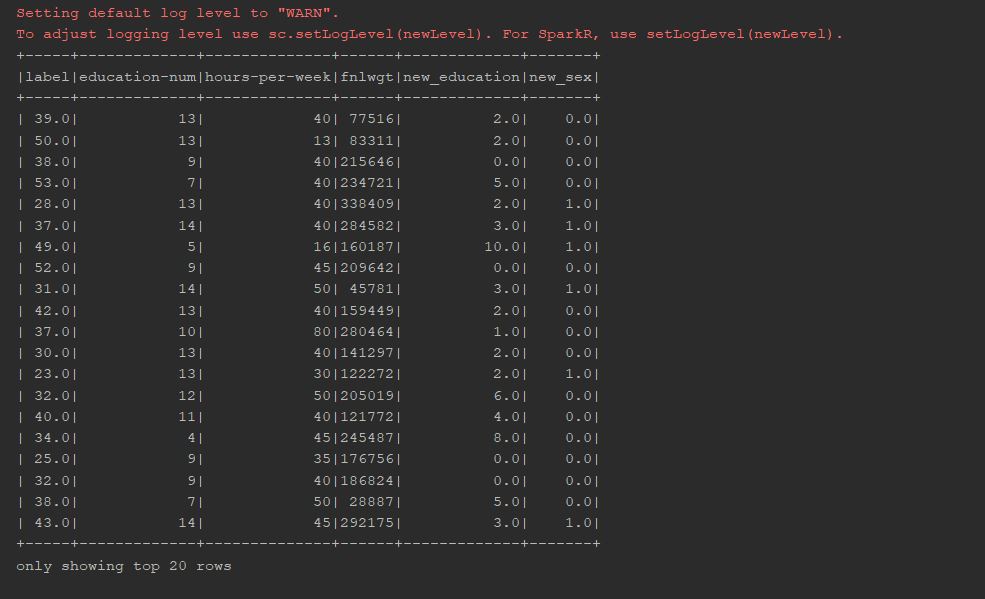 Setting default log level to "WARN".
To adjust logging level use sc.setLogLevel(newLevel). For SparkR, use setLogLevel(newLevel).
+-----+-------------+--------------+------+-------------+-------+
|label|education-num|hours-per-week|fnlwgt|new_education|new_sex|
+-----+-------------+--------------+------+-------------+-------+
| 39.0|           13|            40| 77516|          2.0|    0.0|
| 50.0|           13|            13| 83311|          2.0|    0.0|
| 38.0|            9|            40|215646|          0.0|    0.0|
| 53.0|            7|            40|234721|          5.0|    0.0|
| 28.0|           13|            40|338409|          2.0|    1.0|
| 37.0|           14|            40|284582|          3.0|    1.0|
| 49.0|            5|            16|160187|         10.0|    1.0|
| 52.0|            9|            45|209642|          0.0|    0.0|
| 31.0|           14|            50| 45781|          3.0|    1.0|
| 42.0|           13|            40|159449|          2.0|    0.0|
| 37.0|           10|            80|280464|          1.0|    0.0|
| 30.0|           13|            40|141297|          2.0|    0.0|
| 23.0|           13|            30|122272|          2.0|    1.0|
| 32.0|           12|            50|205019|          6.0|    0.0|
| 40.0|           11|            40|121772|          4.0|    0.0|
| 34.0|            4|            45|245487|          8.0|    0.0|
| 25.0|            9|            35|176756|          0.0|    0.0|
| 32.0|            9|            40|186824|          0.0|    0.0|
| 38.0|            7|            50| 28887|          5.0|    0.0|
| 43.0|           14|            45|292175|          3.0|    1.0|
+-----+-------------+--------------+------+-------------+-------+
only showing top 20 rows